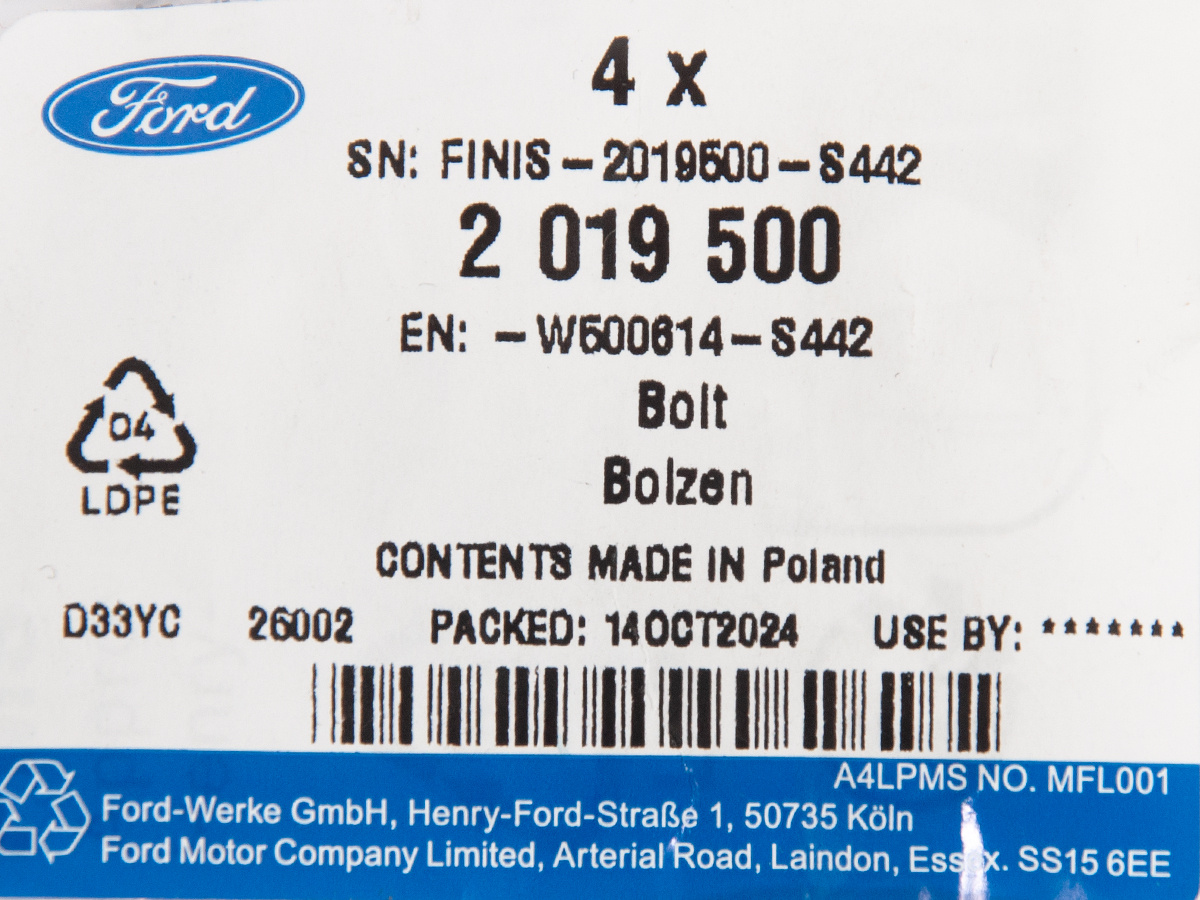 Ford
4 x
SN: FINIS-2019500-S442
2 019 500
EN: -W500614-S442
Bolt
Bolzen
04
LDPE
CONTENTS MADE IN Poland
D33YC 26002 PACKED: 14OCT2024 USE BY: *******
A4LPMS NO. MFL001
Ford-Werke GmbH, Henry-Ford-Straße 1, 50735 Köln
Ford Motor Company Limited, Arterial Road, Laindon, Essex. SS15 6EE